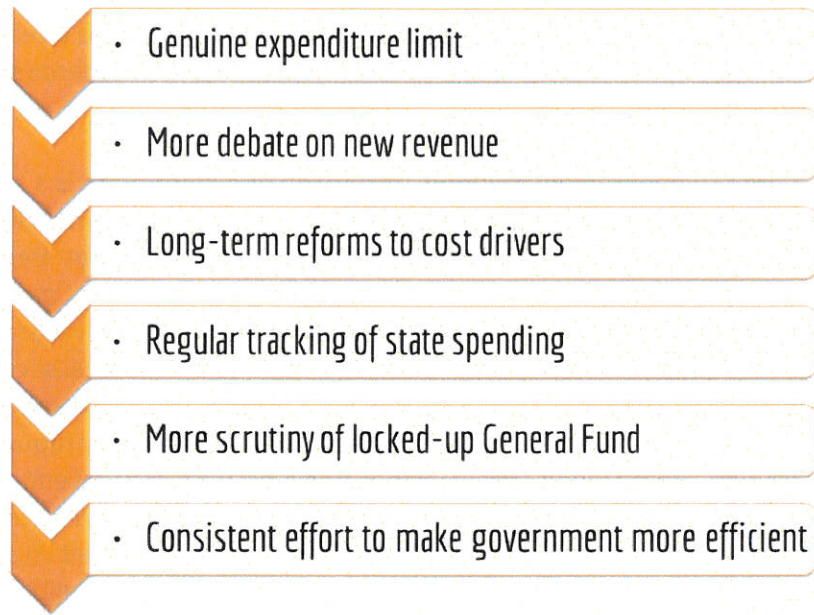 · Genuine expenditure limit
· More debate on new revenue
· Long-term reforms to cost drivers
· Regular tracking of state spending
· More scrutiny of locked-up General Fund
· Consistent effort to make government more efficient